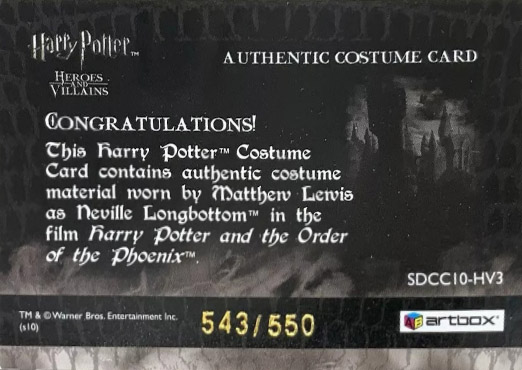 Harry Potter™
HEROES
AND
VILLAINS
AUTHENTIC COSTUME CARD
CONGRATULATIONS!
This Harry Potter™ Costume
Card contains authentic costume
material worn by Matthew Lewis
as Neville Longbottom™ in the
film Harry Potter and the Order
of the Phoenix™.
SDCC10-HV3
TM & © Warner Bros. Entertainment Inc.
(s10)
543/550
AB artbox